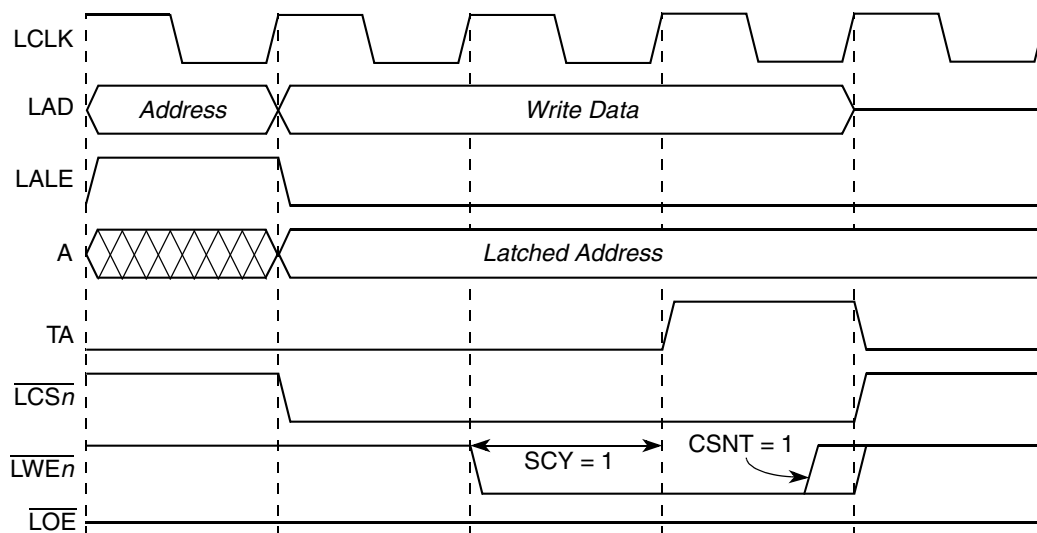 LCLK
LAD Address Write Data
LALE
A Latched Address
TA
LCSn
LWEn SCY = 1 CSNT = 1
LOE